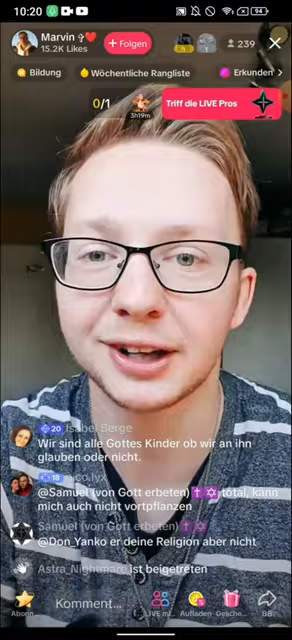 10:20
94
Marvin ✞❤️
15.2K Likes
+ Folgen
239
Bildung
Wöchentliche Rangliste
Erkunden >
0/1
3h19m
Triff die LIVE Pros
20 Isabel Berge
Wir sind alle Gottes Kinder ob wir an ihn
glauben oder nicht.
18
@Samuel (von Gott erbeten)✝️✡️ total, kann
mich auch nicht vortpflanzen
Samuel (von Gott erbeten)✝️✡️
@Don_Yanko er deine Religion aber nicht
Astra_Nightmare ist beigetreten
Abonn...
Kommentar...
LIVE mi...
Aufladen
Gesche...
BB